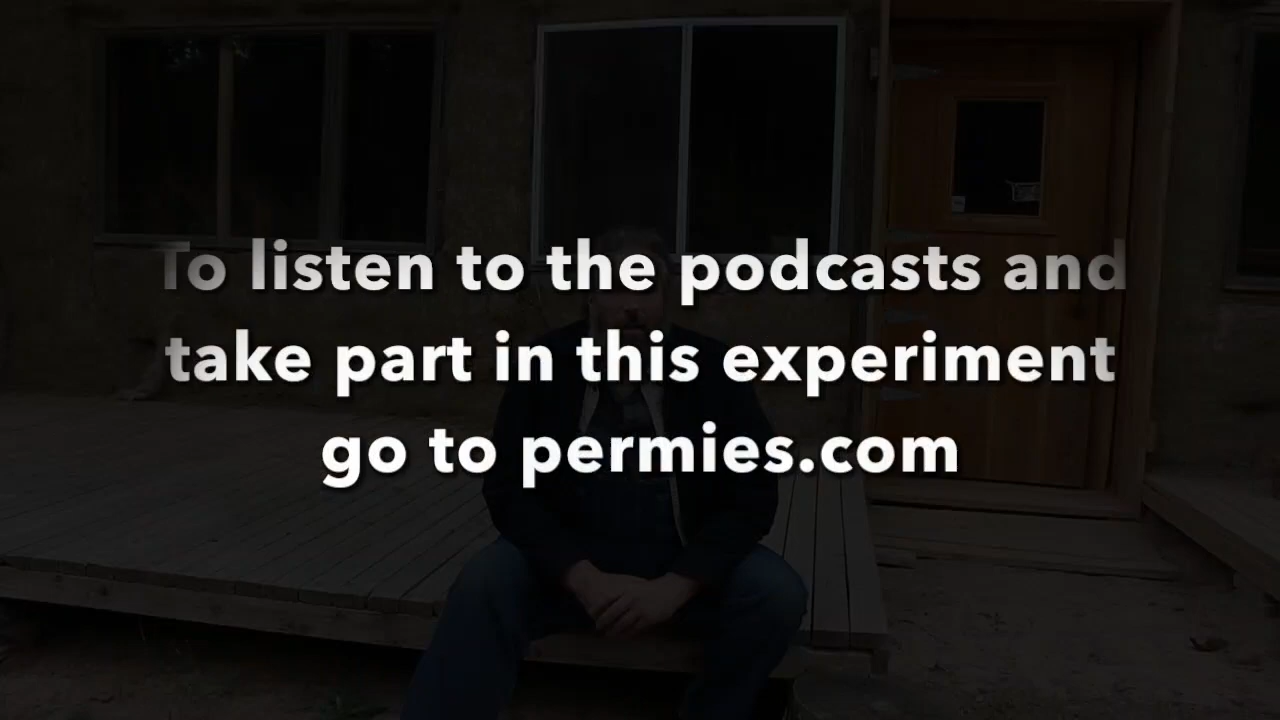 To listen to the podcasts and
take part in this experiment
go to permies.com